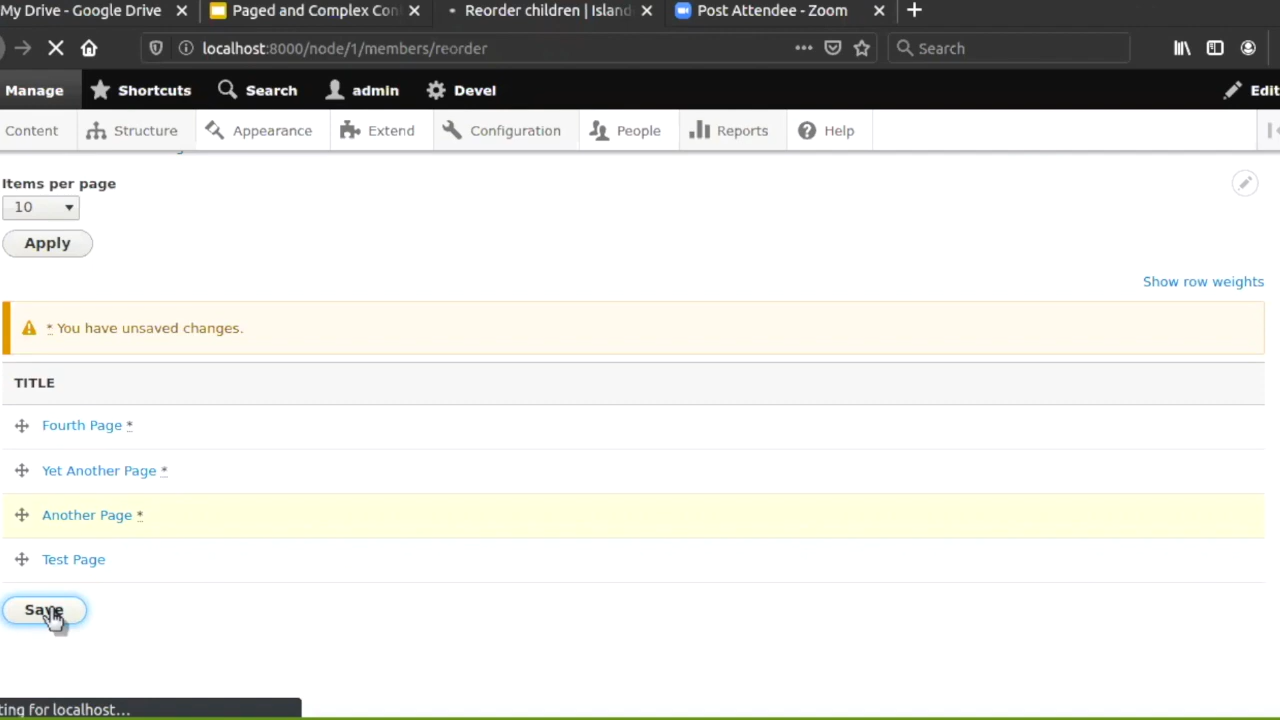 My Drive - Google Drive Paged and Complex Con Reorder children | Island Post Attendee - Zoom
localhost:8000/node/1/members/reorder Search
Manage Shortcuts Search admin Devel Edit
Content Structure Appearance Extend Configuration People Reports Help
Items per page
10
Apply
Show row weights
* You have unsaved changes.
TITLE
Fourth Page *
Yet Another Page *
Another Page *
Test Page
Save
ting for localhost...